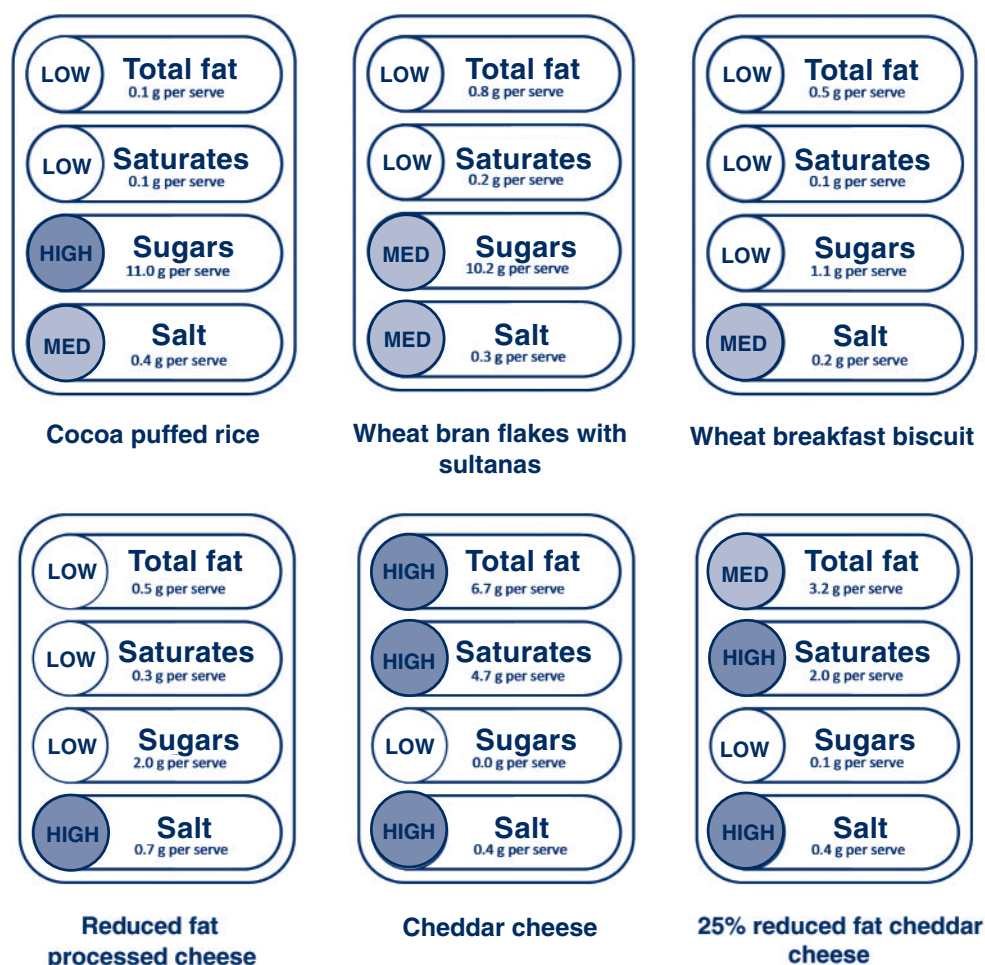 LOW Total fat
0.1 g per serve
LOW Saturates
0.1 g per serve
HIGH Sugars
11.0 g per serve
MED Salt
0.4 g per serve
Cocoa puffed rice
LOW Total fat
0.8 g per serve
LOW Saturates
0.2 g per serve
MED Sugars
10.2 g per serve
MED Salt
0.3 g per serve
Wheat bran flakes with
sultanas
LOW Total fat
0.5 g per serve
LOW Saturates
0.1 g per serve
LOW Sugars
1.1 g per serve
MED Salt
0.2 g per serve
Wheat breakfast biscuit
LOW Total fat
0.5 g per serve
LOW Saturates
0.3 g per serve
LOW Sugars
2.0 g per serve
HIGH Salt
0.7 g per serve
Reduced fat
processed cheese
HIGH Total fat
6.7 g per serve
HIGH Saturates
4.7 g per serve
LOW Sugars
0.0 g per serve
HIGH Salt
0.4 g per serve
Cheddar cheese
MED Total fat
3.2 g per serve
HIGH Saturates
2.0 g per serve
LOW Sugars
0.1 g per serve
HIGH Salt
0.4 g per serve
25% reduced fat cheddar
cheese